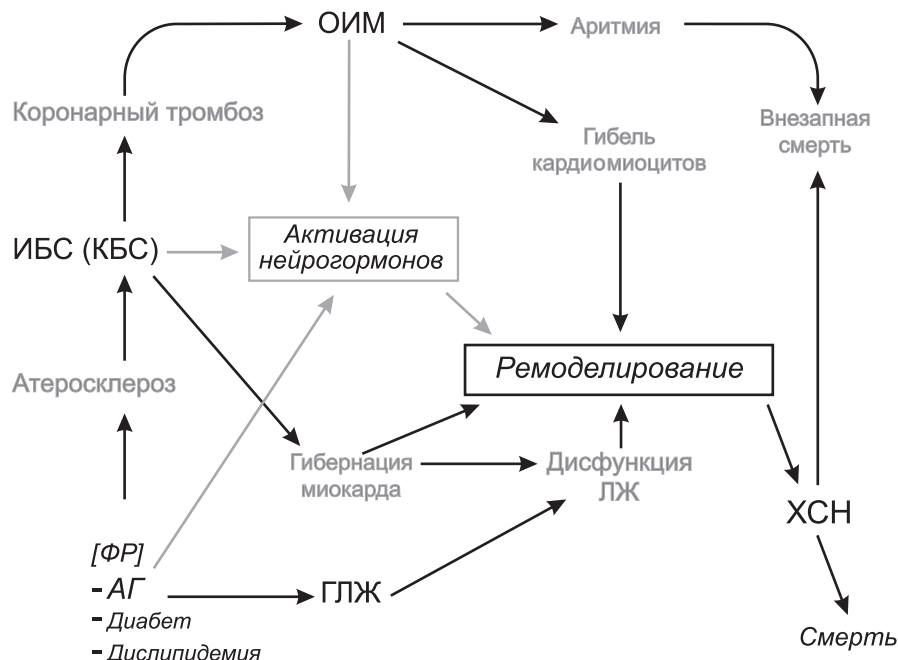 ОИМ
Аритмия
Коронарный тромбоз
Гибель
кардиомиоцитов
Внезапная
смерть
ИБС (КБС)
Активация
нейрогормонов
Ремоделирование
Атеросклероз
Гибернация
миокарда
Дисфункция
ЛЖ
ХСН
[ФР]
- АГ
- Диабет
- Дислипидемия
ГЛЖ
Смерть